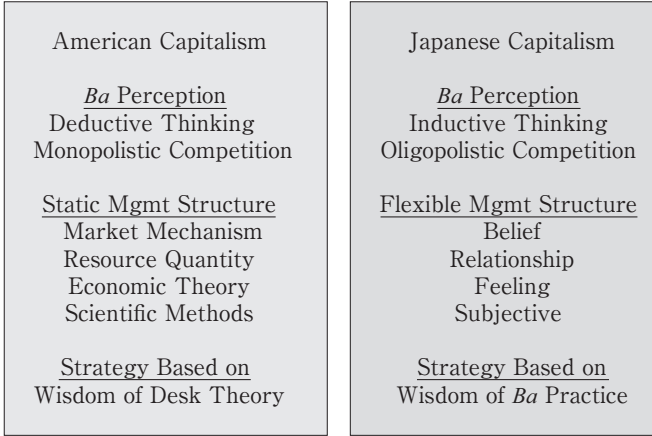 American Capitalism
Ba Perception
Deductive Thinking
Monopolistic Competition
Static Mgmt Structure
Market Mechanism
Resource Quantity
Economic Theory
Scientific Methods
Strategy Based on
Wisdom of Desk Theory
Japanese Capitalism
Ba Perception
Inductive Thinking
Oligopolistic Competition
Flexible Mgmt Structure
Belief
Relationship
Feeling
Subjective
Strategy Based on
Wisdom of Ba Practice